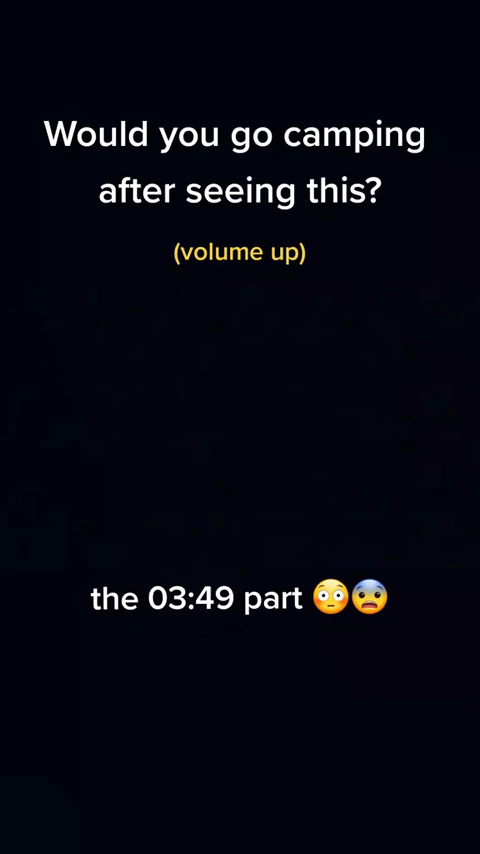 Would you go camping
after seeing this?
(volume up)
the 03:49 part 😳😨